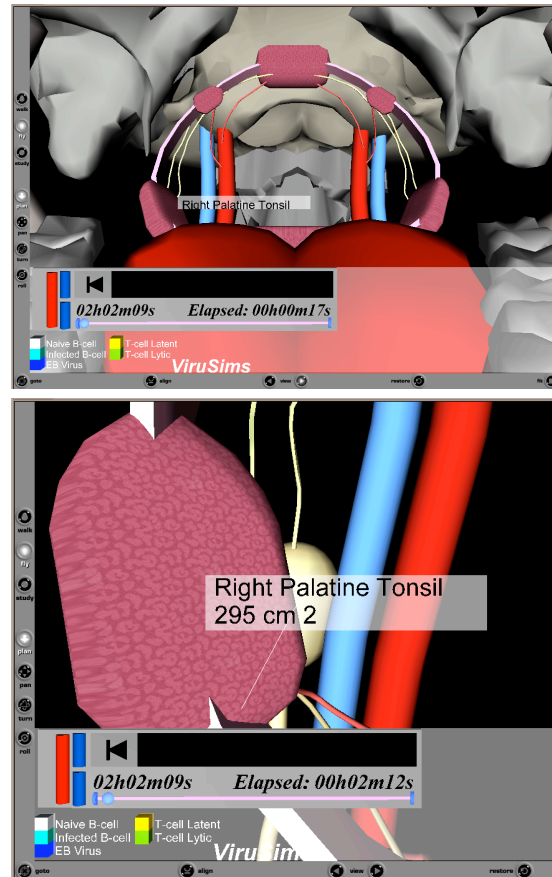 walk
fly
study
plan
pan
turn
roll
Right Palatine Tonsil
02h02m09s Elapsed: 00h00m17s
Naive B-cell T-cell Latent
Infected B-cell T-cell Lytic
EB Virus
ViruSims
goto align view restore fit
walk
fly
study
plan
pan
turn
roll
Right Palatine Tonsil
295 cm 2
02h02m09s Elapsed: 00h02m12s
Naive B-cell T-cell Latent
Infected B-cell T-cell Lytic
EB Virus
ViruSims
goto align view restore